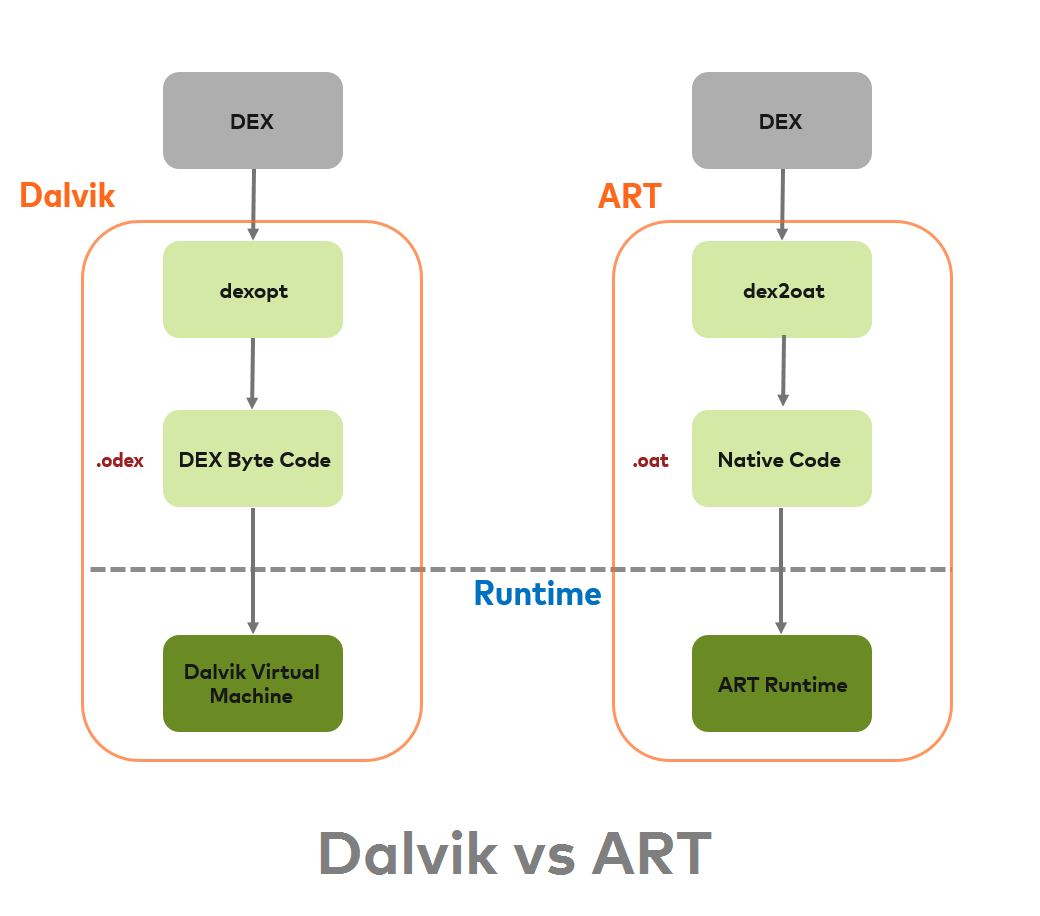 DEX
DEX
Dalvik
ART
dexopt
dex2oat
.odex
DEX Byte Code
.oat
Native Code
Runtime
Dalvik Virtual
Machine
ART Runtime
Dalvik vs ART